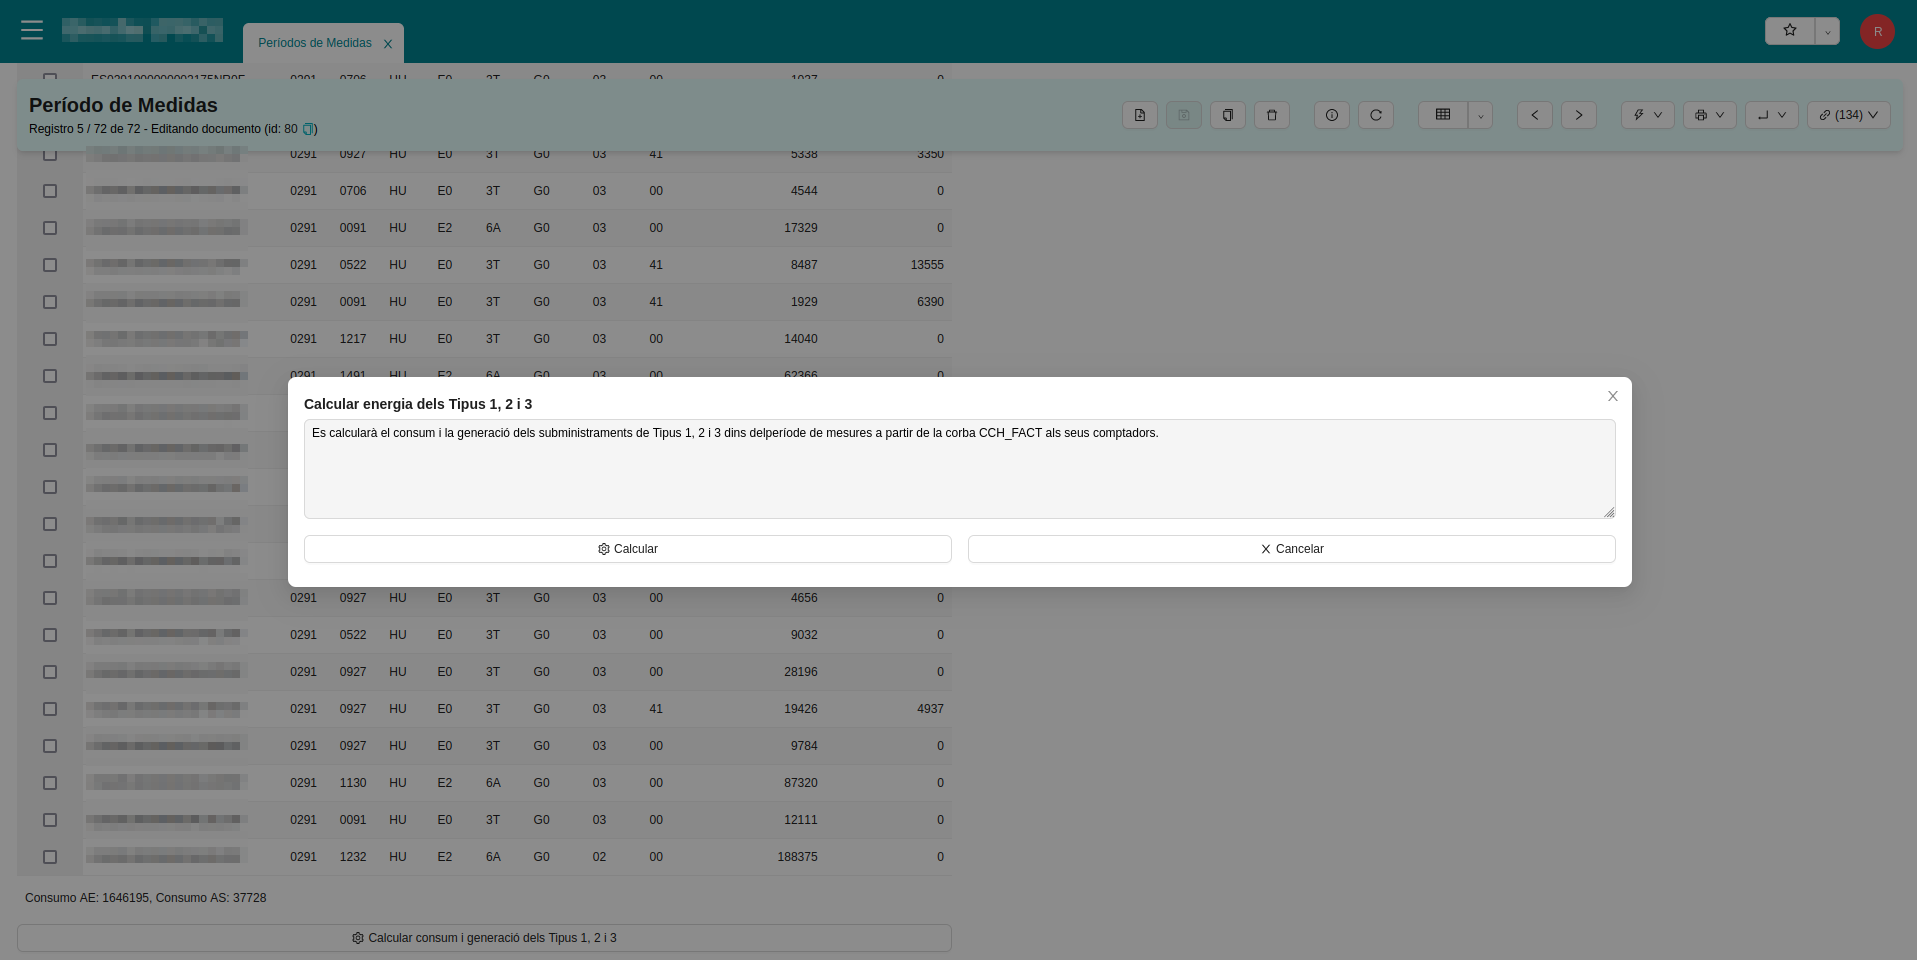 Períodos de Medidas
R
Período de Medidas
Registro 5 / 72 de 72 - Editando documento (id: 80)
(134)
0291 0927 HU E0 3T G0 03 41 5338 3350
0291 0706 HU E0 3T G0 03 00 4544 0
0291 0091 HU E2 6A G0 03 00 17329 0
0291 0522 HU E0 3T G0 03 41 8487 13555
0291 0091 HU E0 3T G0 03 41 1929 6390
0291 1217 HU E0 3T G0 03 00 14040 0
0291 1491 HU E2 6A G0 03 00 62366 0
Calcular energia dels Tipus 1, 2 i 3
Es calcularà el consum i la generació dels subministraments de Tipus 1, 2 i 3 dins delperíode de mesures a partir de la corba CCH_FACT als seus comptadors.
Calcular
Cancelar
0291 0927 HU E0 3T G0 03 00 4656 0
0291 0522 HU E0 3T G0 03 00 9032 0
0291 0927 HU E0 3T G0 03 00 28196 0
0291 0927 HU E0 3T G0 03 41 19426 4937
0291 0927 HU E0 3T G0 03 00 9784 0
0291 1130 HU E2 6A G0 03 00 87320 0
0291 0091 HU E0 3T G0 03 00 12111 0
0291 1232 HU E2 6A G0 02 00 188375 0
Consumo AE: 1646195, Consumo AS: 37728
Calcular consum i generació dels Tipus 1, 2 i 3